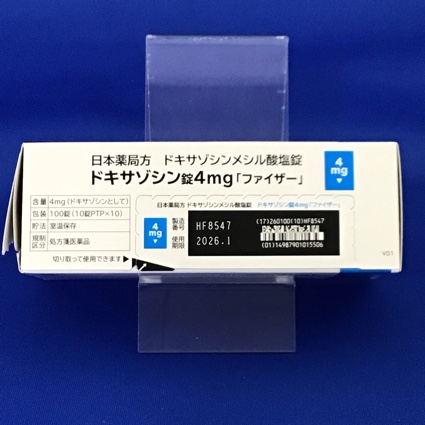 日本薬局方 ドキサゾシンメシル酸塩錠
ドキサゾシン錠4mg「ファイザー」
4
mg
含量 4mg(ドキサゾシンとして)
包装 100錠(10錠PTP×10)
貯法 室温保存
規制区分 処方箋医薬品
切り取って使用できます
日本薬局方 ドキサゾシンメシル酸塩錠 ドキサゾシン錠4mg「ファイザー」
4
mg
製造番号 HF8547
使用期限 2026.1
(17)260100(10)HF8547
(01)14987901015506
V01